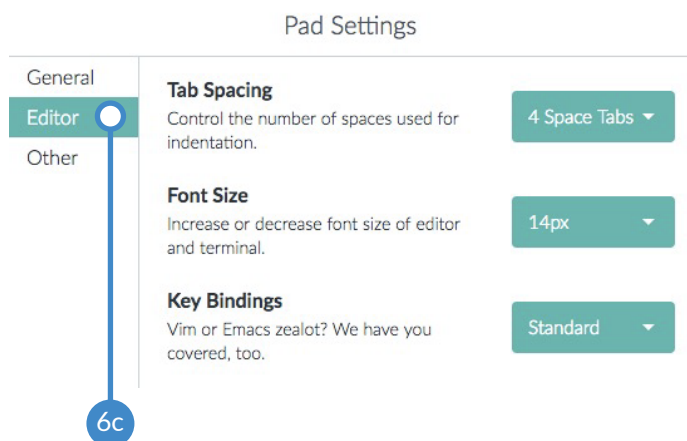 Pad Settings
General
Editor
Other
Tab Spacing
Control the number of spaces used for
indentation.
4 Space Tabs
Font Size
Increase or decrease font size of editor
and terminal.
14px
Key Bindings
Vim or Emacs zealot? We have you
covered, too.
Standard
6c